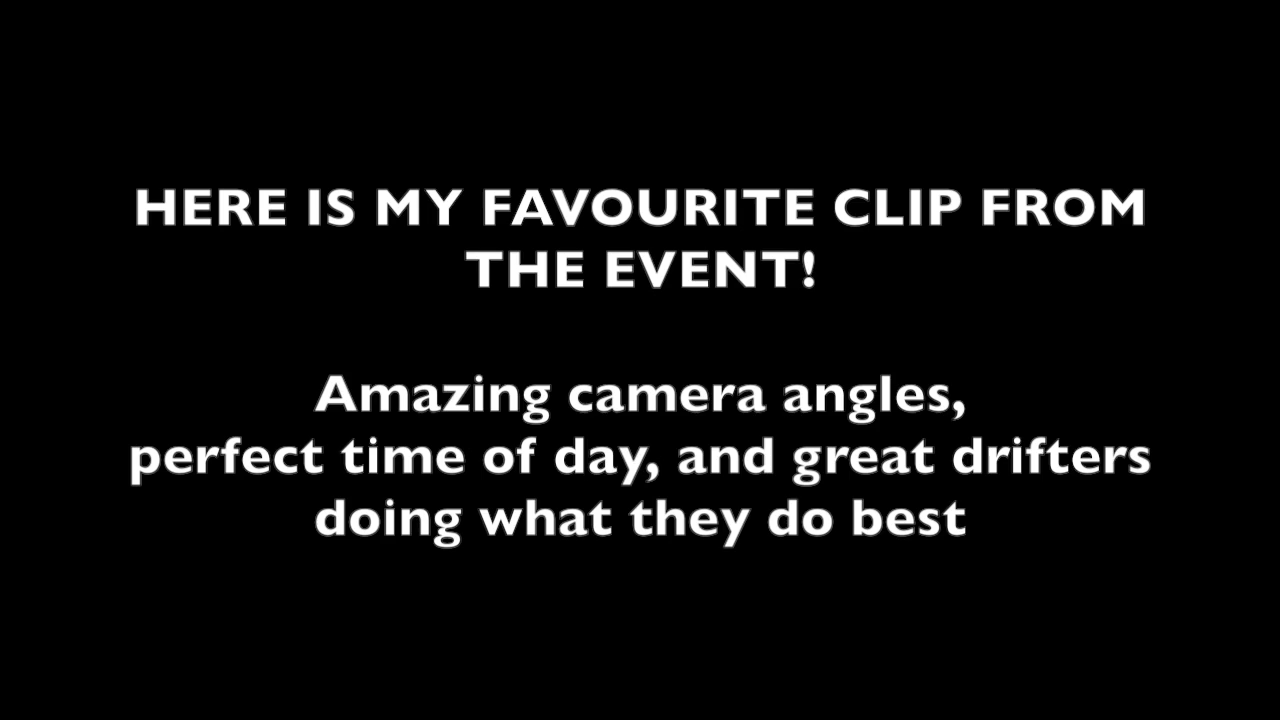 HERE IS MY FAVOURITE CLIP FROM
THE EVENT!
Amazing camera angles,
perfect time of day, and great drifters
doing what they do best